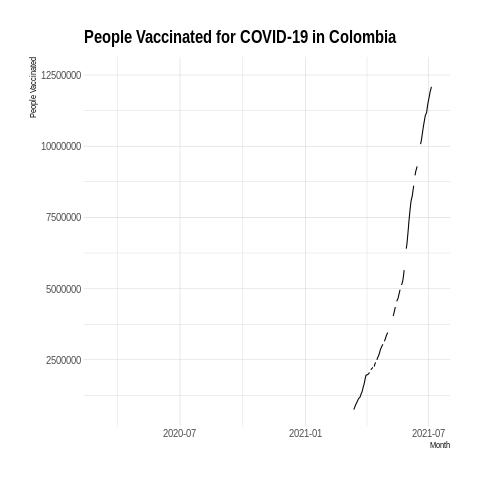 People Vaccinated for COVID-19 in Colombia
People Vaccinated
12500000
10000000
7500000
5000000
2500000
2020-07
2021-01
2021-07
Month